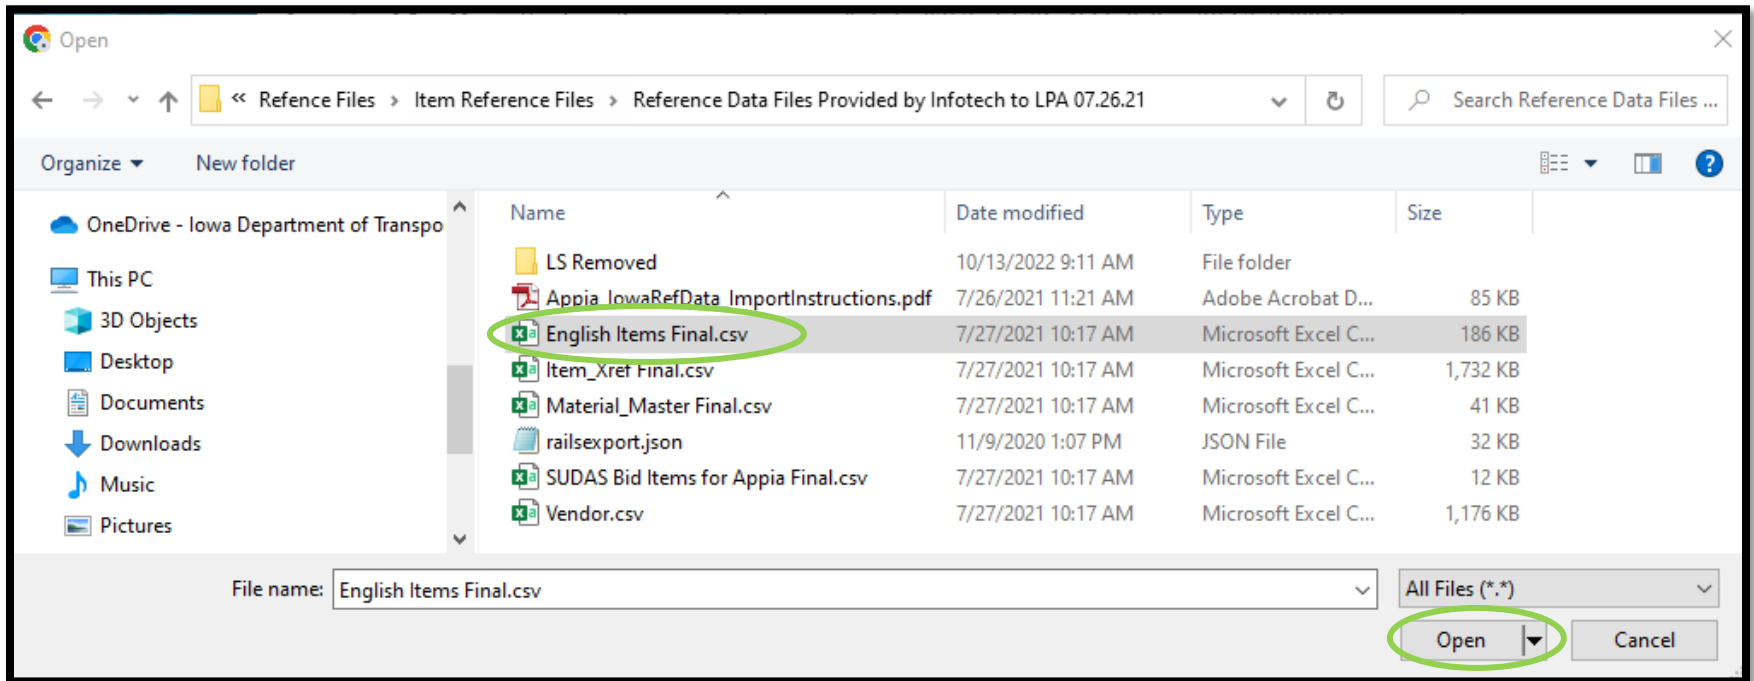 Open
« Refence Files > Item Reference Files > Reference Data Files Provided by Infotech to LPA 07.26.21
Search Reference Data Files ...
Organize New folder
?
OneDrive - Iowa Department of Transpo
This PC
3D Objects
Desktop
Documents
Downloads
Music
Pictures
Name Date modified Type Size
LS Removed 10/13/2022 9:11 AM File folder
Appia_IowaRefData_ImportInstructions.pdf 7/26/2021 11:21 AM Adobe Acrobat D... 85 KB
English Items Final.csv 7/27/2021 10:17 AM Microsoft Excel C... 186 KB
Item_Xref Final.csv 7/27/2021 10:17 AM Microsoft Excel C... 1,732 KB
Material_Master Final.csv 7/27/2021 10:17 AM Microsoft Excel C... 41 KB
railsexport.json 11/9/2020 1:07 PM JSON File 32 KB
SUDAS Bid Items for Appia Final.csv 7/27/2021 10:17 AM Microsoft Excel C... 12 KB
Vendor.csv 7/27/2021 10:17 AM Microsoft Excel C... 1,176 KB
File name: English Items Final.csv All Files (*.*)
Open Cancel